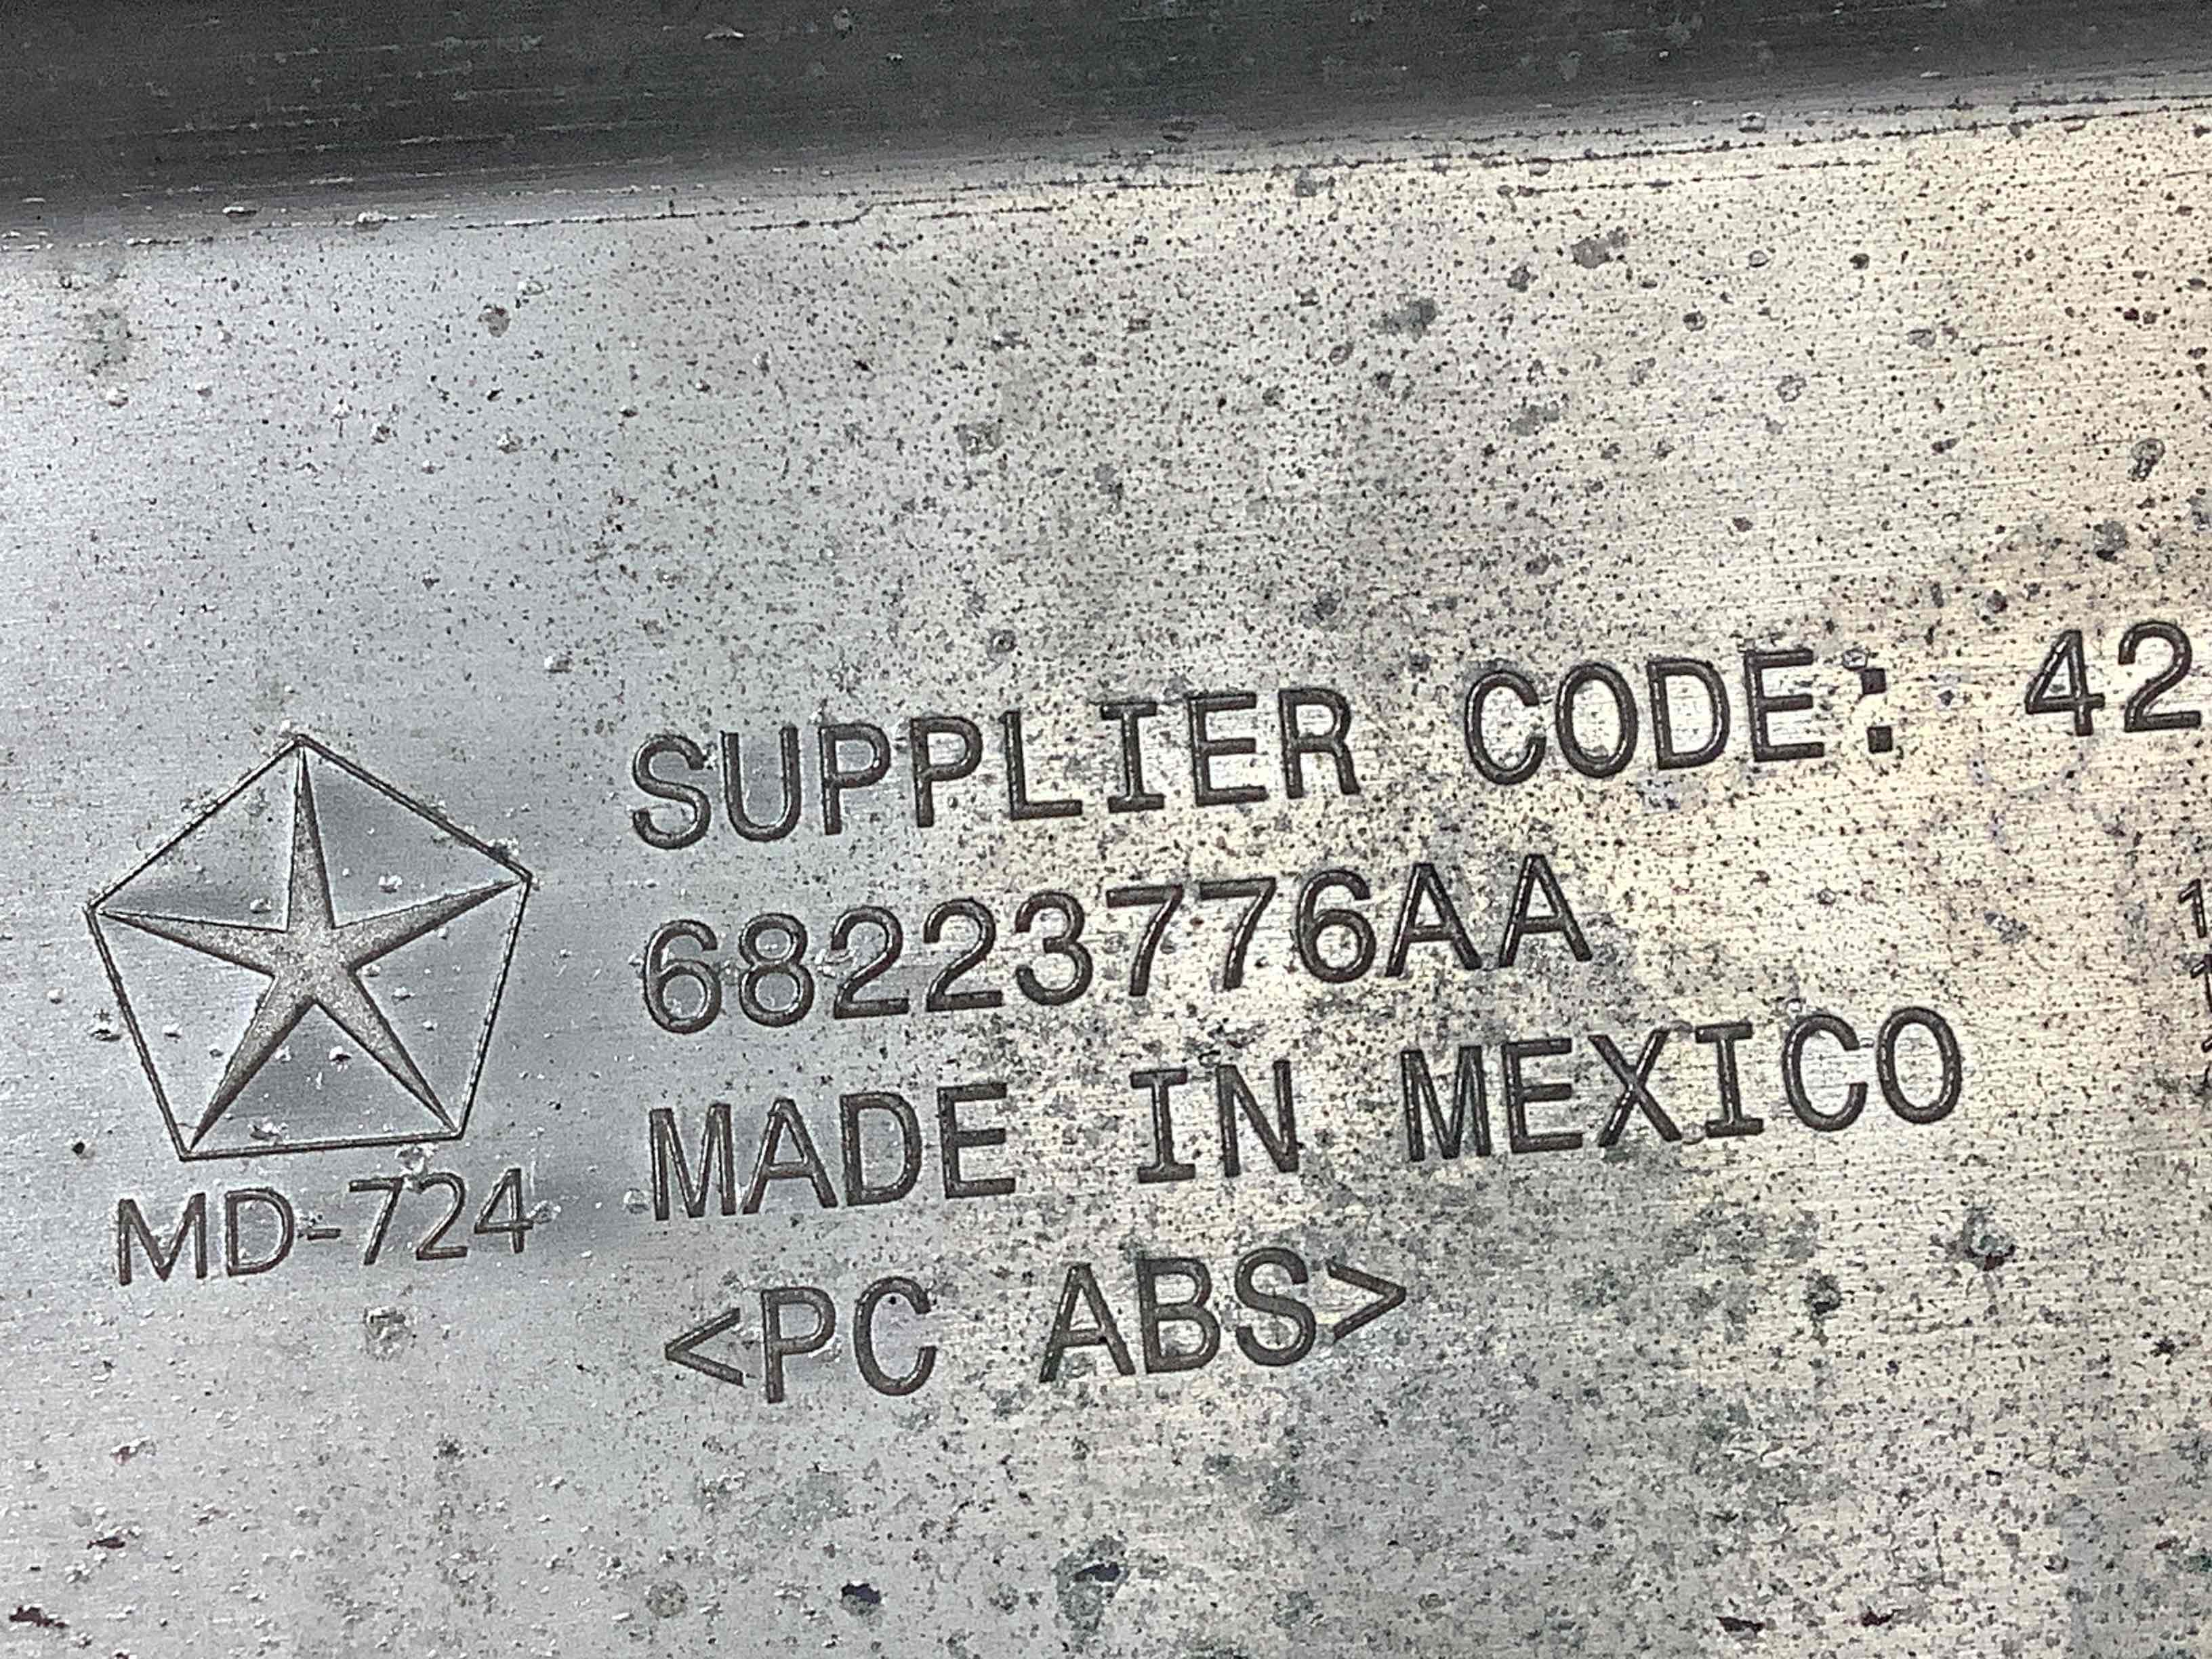 SUPPLIER CODE: 42
68223776AA
MADE IN MEXICO
<PC ABS>
MD-724